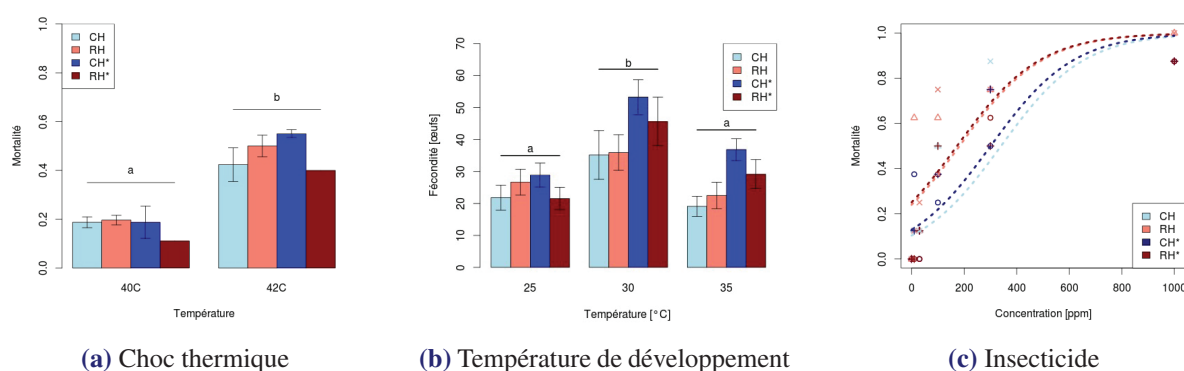 Mortalité
0.0
0.2
0.4
0.6
0.8
1.0
CH
RH
CH*
RH*
a
b
40C
42C
Température
(a) Choc thermique
Fécondité [œufs]
0
10
20
30
40
50
60
70
CH
RH
CH*
RH*
a
b
a
25
30
35
Température [°C]
(b) Température de développement
Mortalité
0.0
0.2
0.4
0.6
0.8
1.0
CH
RH
CH*
RH*
0
200
400
600
800
1000
Concentration [ppm]
(c) Insecticide